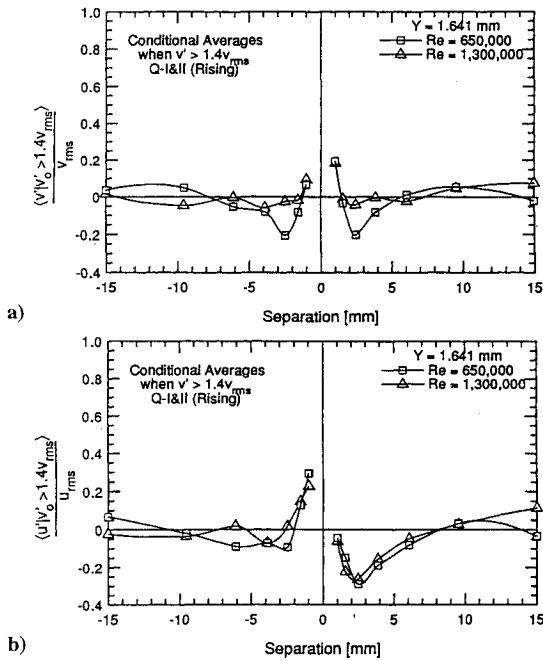 1.0
0.8
0.6
0.4
0.2
0
-0.2
-0.4
Conditional Averages
when v' > 1.4v_rms
Q-I&II (Rising)
Y = 1.641 mm
Re = 650,000
Re = 1,300,000
⟨v'|v'_o > 1.4v_rms⟩
v_rms
-15 -10 -5 0 5 10 15
Separation [mm]
a)
1.0
0.8
0.6
0.4
0.2
0
-0.2
-0.4
Conditional Averages
when v' > 1.4v_rms
Q-I&II (Rising)
Y = 1.641 mm
Re = 650,000
Re = 1,300,000
⟨u'|v'_o > 1.4v_rms⟩
u_rms
-15 -10 -5 0 5 10 15
Separation [mm]
b)